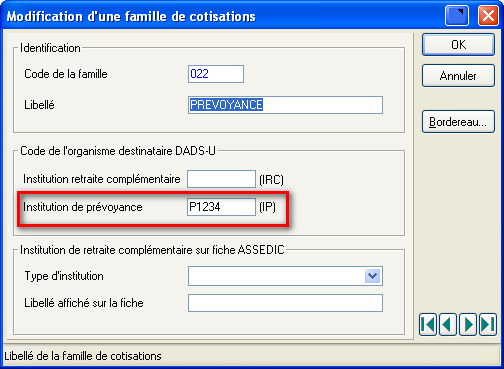 Modification d'une famille de cotisations
Identification
Code de la famille 022
Libellé PREVOYANCE
OK
Annuler
Bordereau...
Code de l'organisme destinataire DADS-U
Institution retraite complémentaire (IRC)
Institution de prévoyance P1234 (IP)
Institution de retraite complémentaire sur fiche ASSEDIC
Type d'institution
Libellé affiché sur la fiche
Libellé de la famille de cotisations